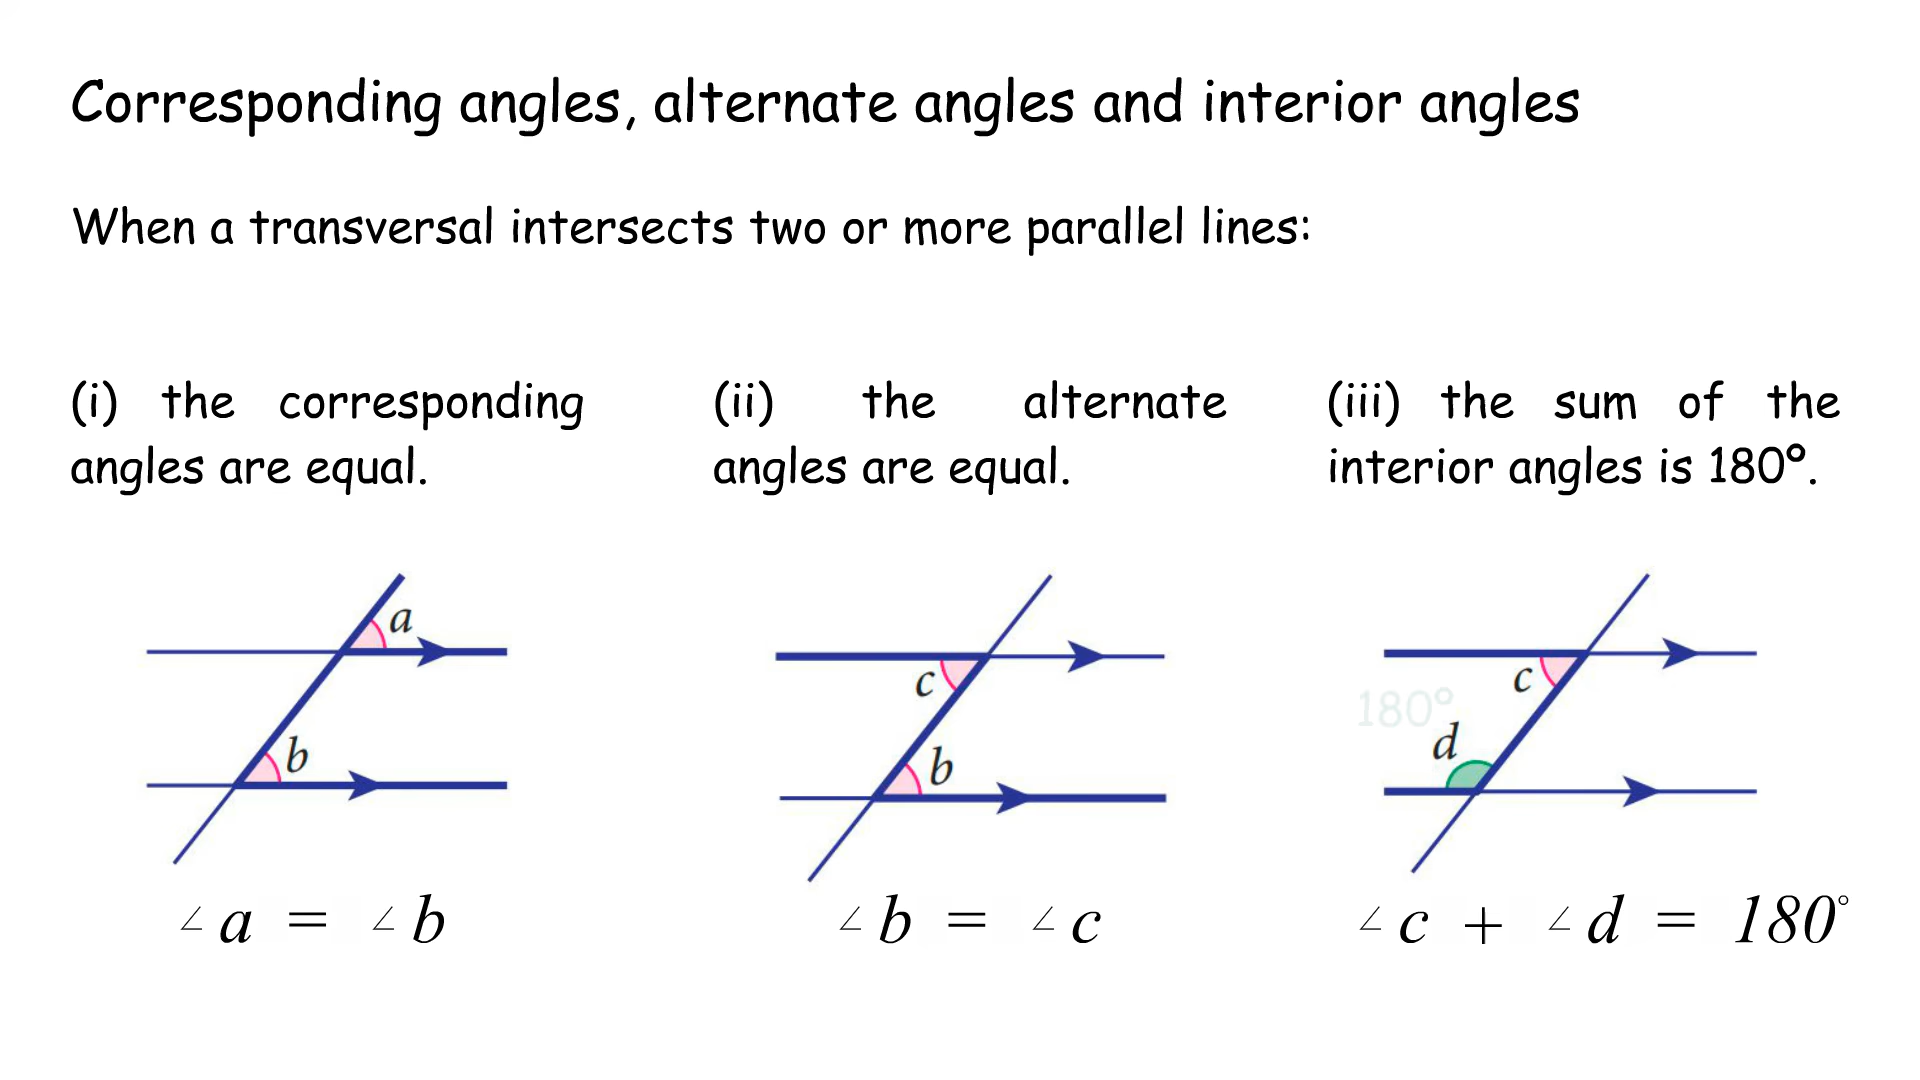 Corresponding angles, alternate angles and interior angles
When a transversal intersects two or more parallel lines:
(i) the corresponding
angles are equal.
(ii) the alternate
angles are equal.
(iii) the sum of the
interior angles is 180°.
a
b
c
b
c
180°
d
∠a = ∠b
∠b = ∠c
∠c + ∠d = 180°